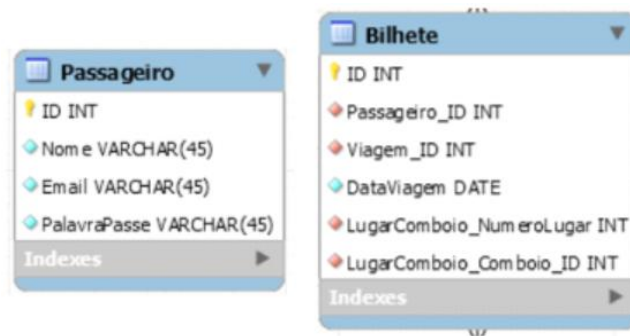 Passageiro
ID INT
Nome VARCHAR(45)
Email VARCHAR(45)
PalavraPasse VARCHAR(45)
Indexes
Bilhete
ID INT
Passageiro_ID INT
Viagem_ID INT
DataViagem DATE
LugarComboio_NumeroLugar INT
LugarComboio_Comboio_ID INT
Indexes